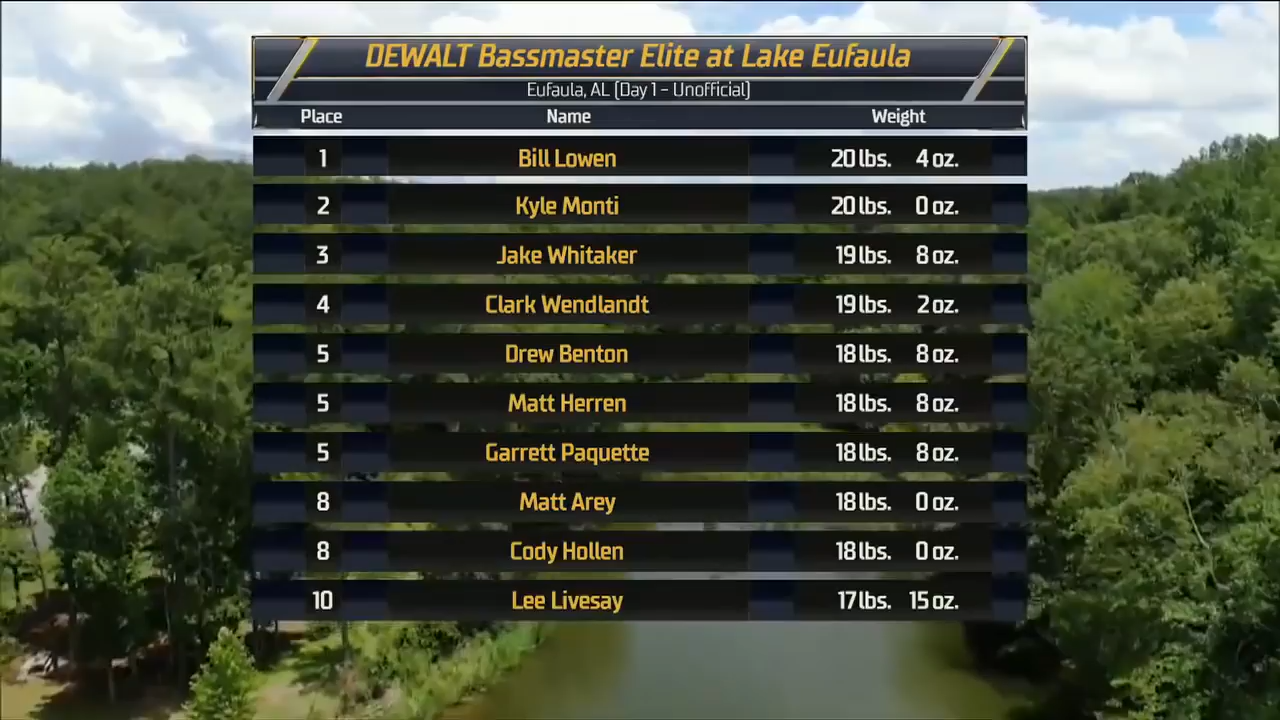 DEWALT Bassmaster Elite at Lake Eufaula
Eufaula, AL (Day 1 - Unofficial)
Place Name Weight
1 Bill Lowen 20 lbs. 4 oz.
2 Kyle Monti 20 lbs. 0 oz.
3 Jake Whitaker 19 lbs. 8 oz.
4 Clark Wendlandt 19 lbs. 2 oz.
5 Drew Benton 18 lbs. 8 oz.
5 Matt Herren 18 lbs. 8 oz.
5 Garrett Paquette 18 lbs. 8 oz.
8 Matt Arey 18 lbs. 0 oz.
8 Cody Hollen 18 lbs. 0 oz.
10 Lee Livesay 17 lbs. 15 oz.